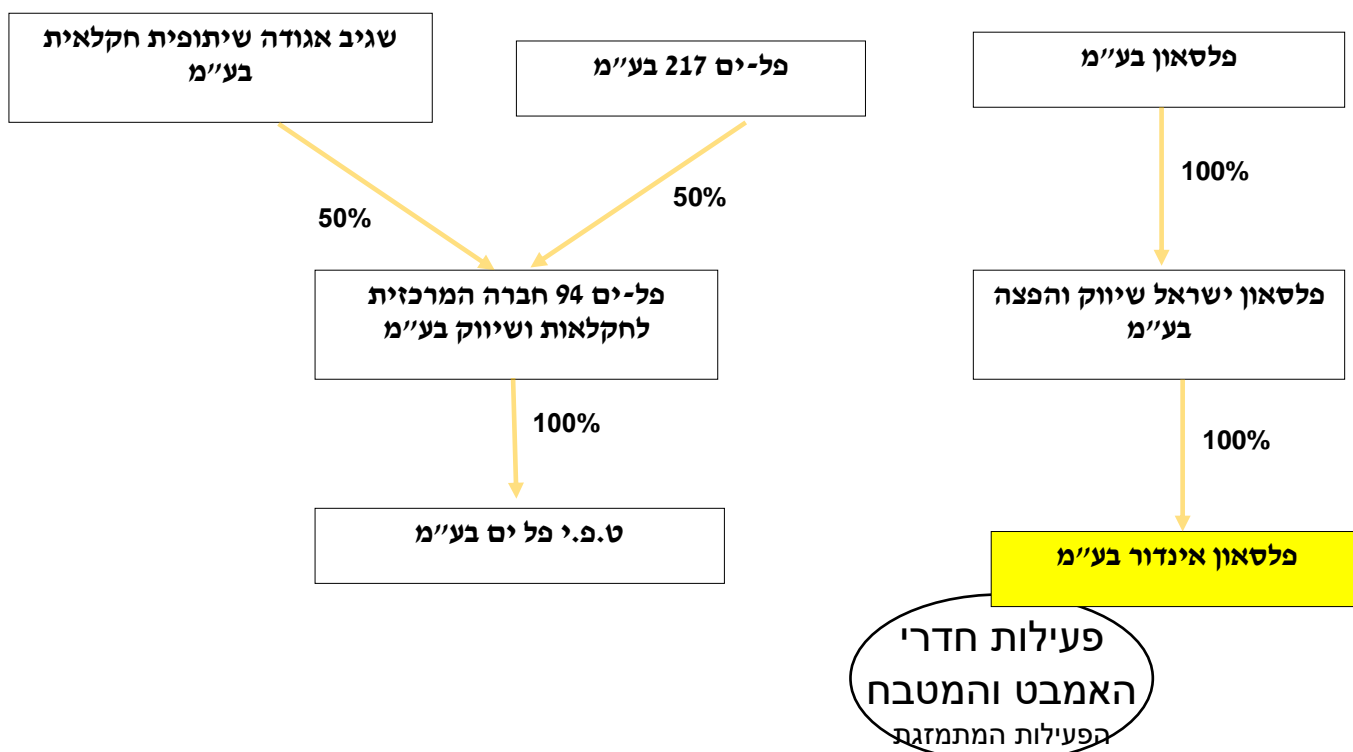 שגיב אגודה שיתופית חקלאית
בע״מ
פל-ים 217 בע״מ
פלסאון בע״מ
100%
50%
50%
פל-ים 94 חברה המרכזית
לחקלאות ושיווק בע״מ
פלסאון ישראל שיווק והפצה
בע״מ
100%
100%
ט.פ.י פל ים בע״מ
פלסאון אינדור בע״מ
פעילות חדרי
האמבט והמטבח
הפעילות המתמזגת